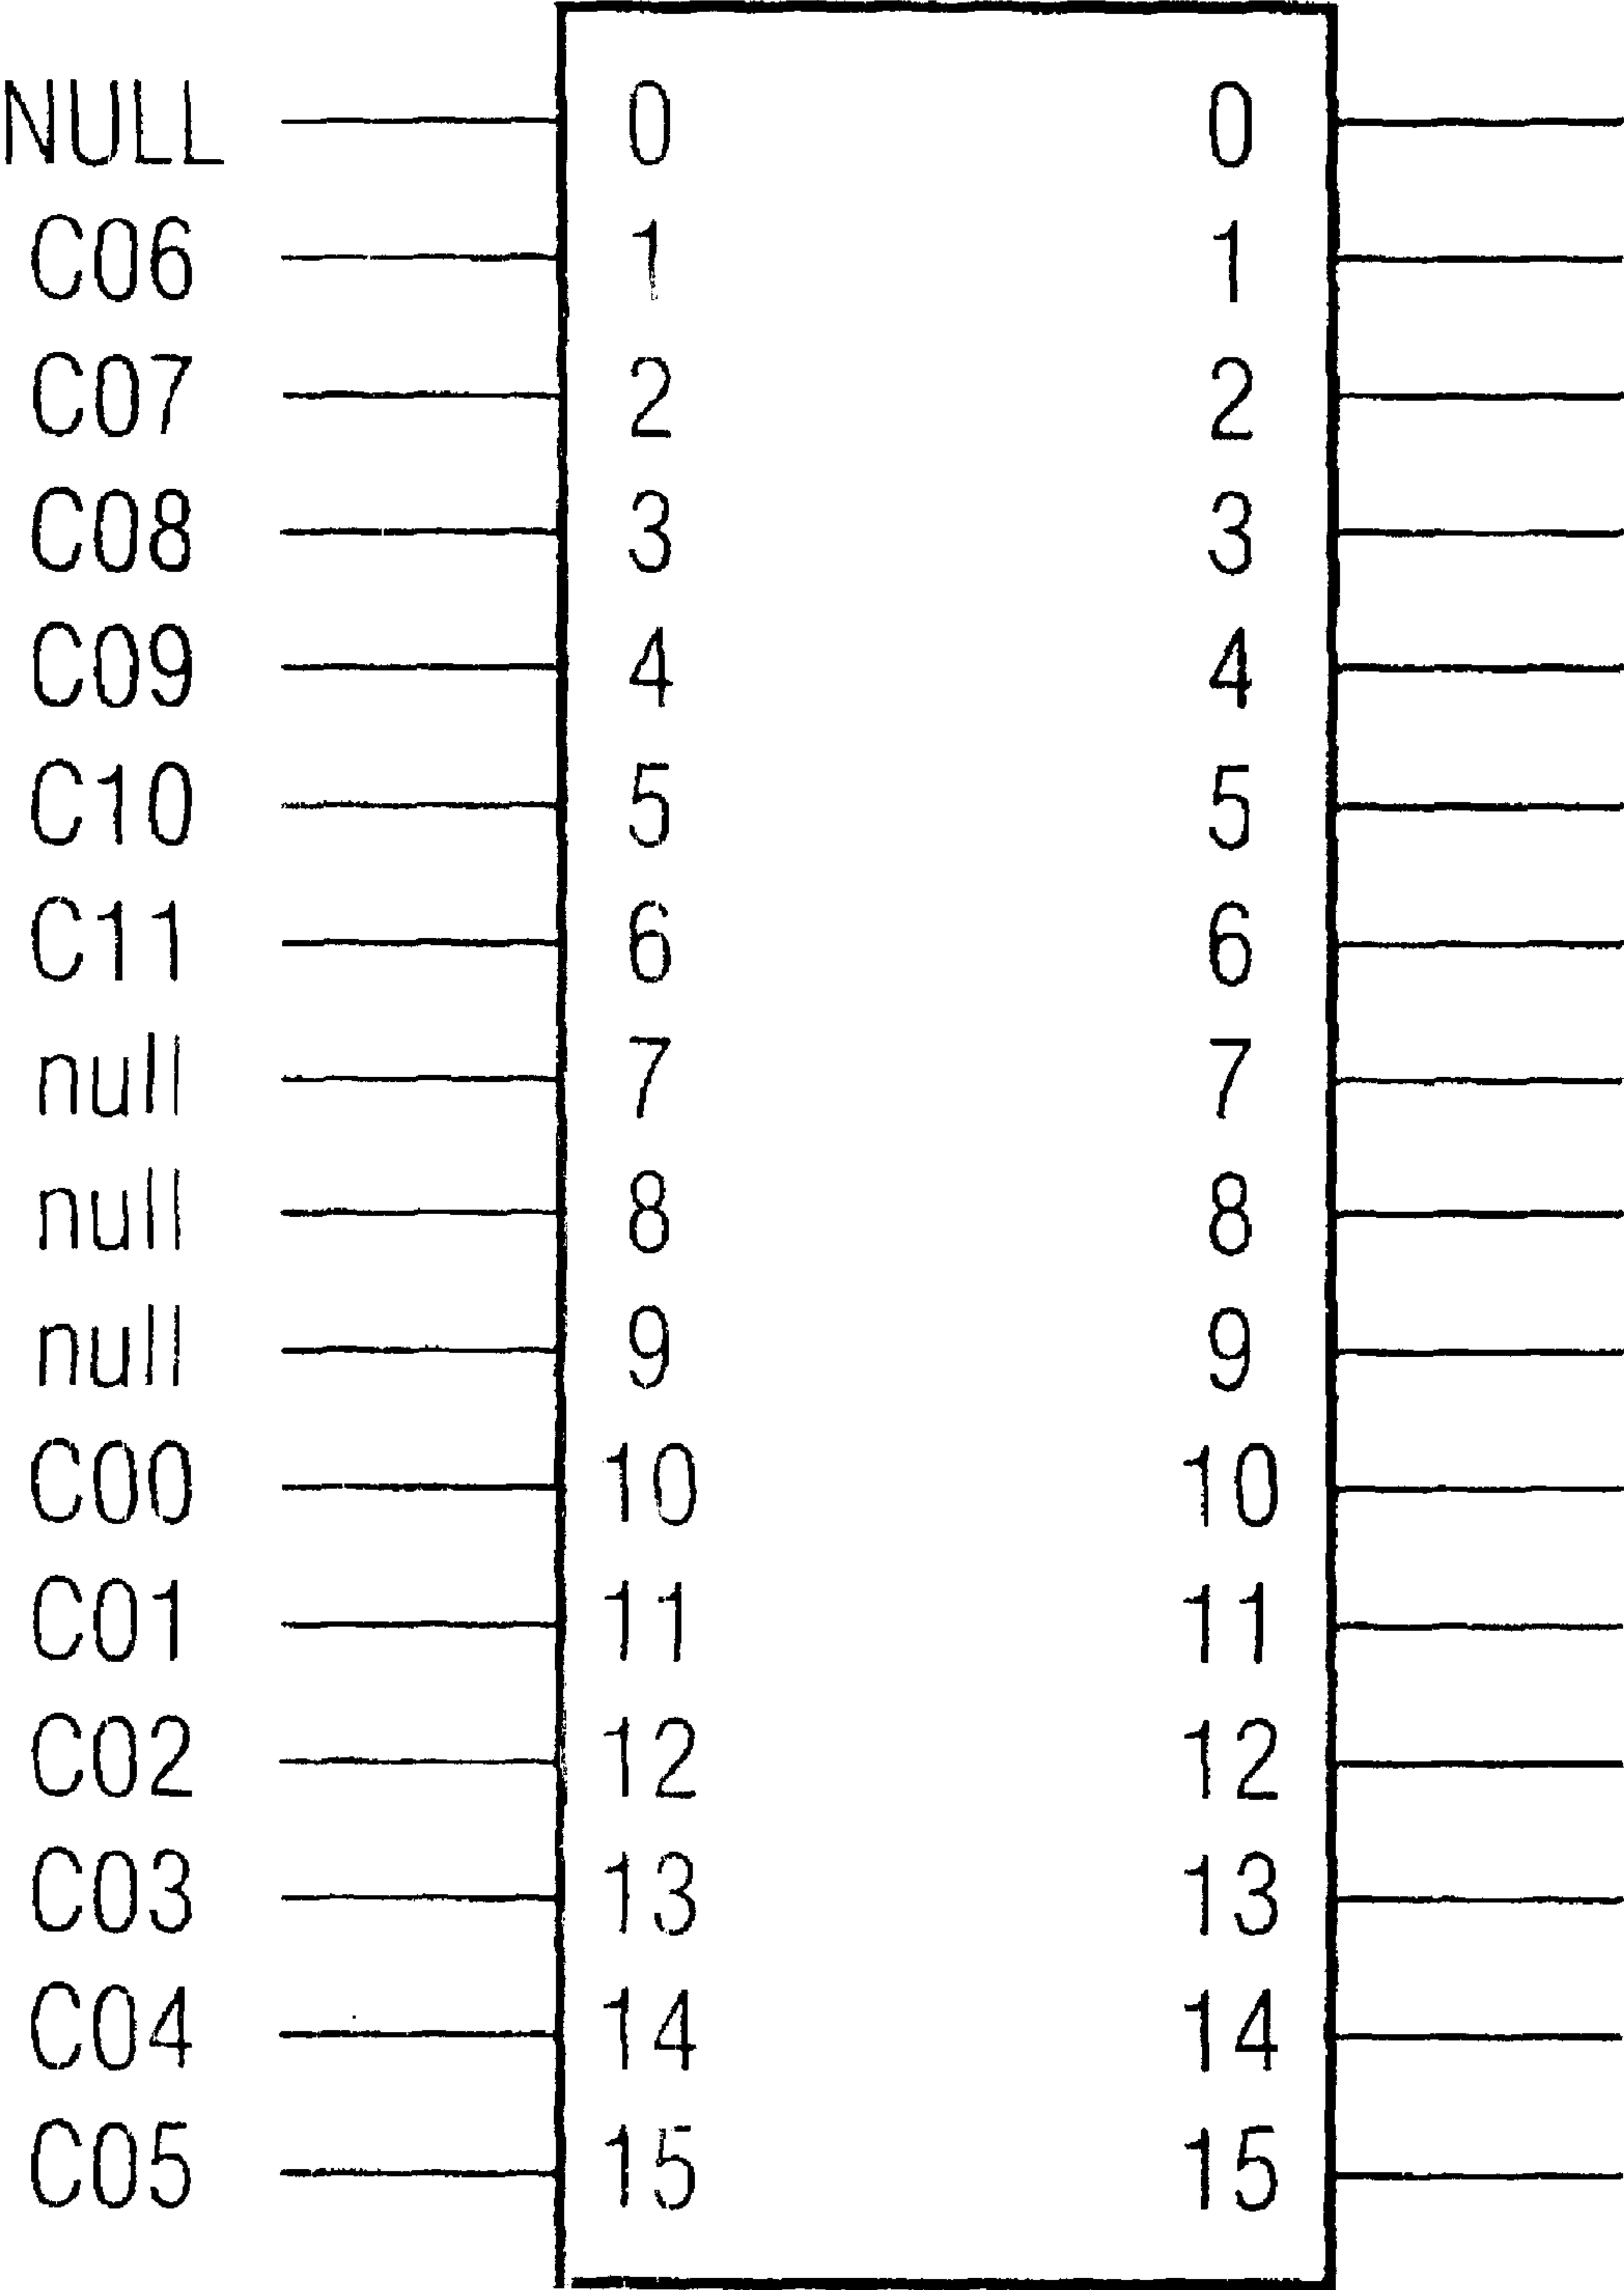 NULL 0 0
C06 1 1
C07 2 2
C08 3 3
C09 4 4
C10 5 5
C11 6 6
null 7 7
null 8 8
null 9 9
C00 10 10
C01 11 11
C02 12 12
C03 13 13
C04 14 14
C05 15 15